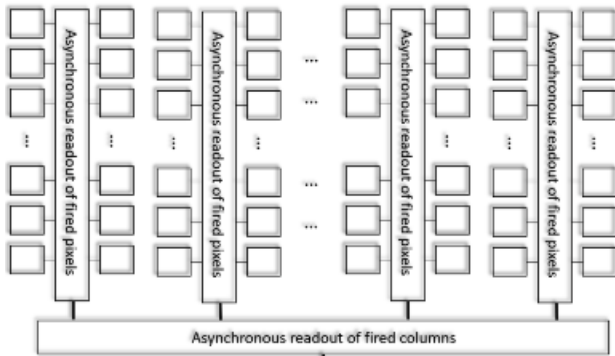 Asynchronous readout of fired pixels
Asynchronous readout of fired pixels
...
...
Asynchronous readout of fired pixels
Asynchronous readout of fired pixels
...
...
...
...
...
...
...
...
...
...
Asynchronous readout of fired columns